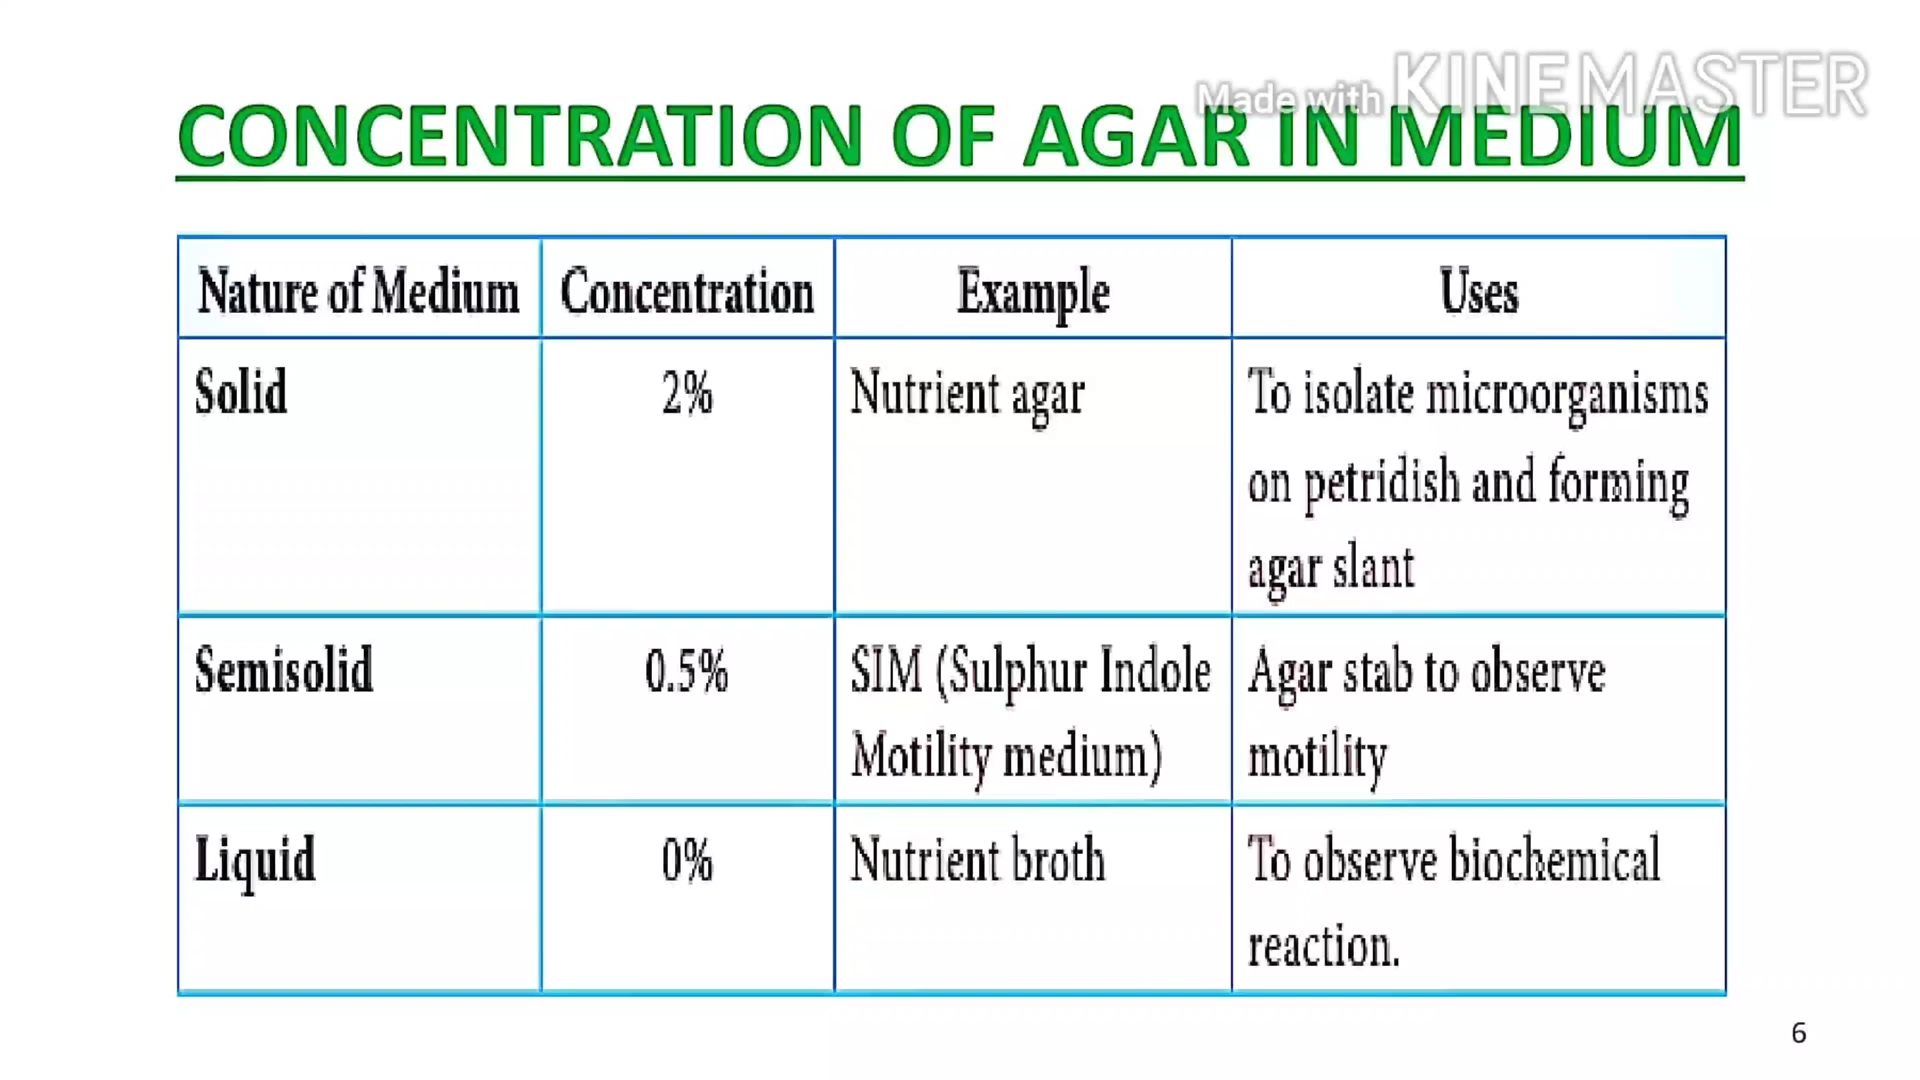 Made with KINEMASTER
CONCENTRATION OF AGAR IN MEDIUM
Nature of Medium Concentration Example Uses
Solid 2% Nutrient agar To isolate microorganisms
on petridish and forming
agar slant
Semisolid 0.5% SIM (Sulphur Indole Agar stab to observe
Motility medium) motility
Liquid 0% Nutrient broth To observe biochemical
reaction.
6